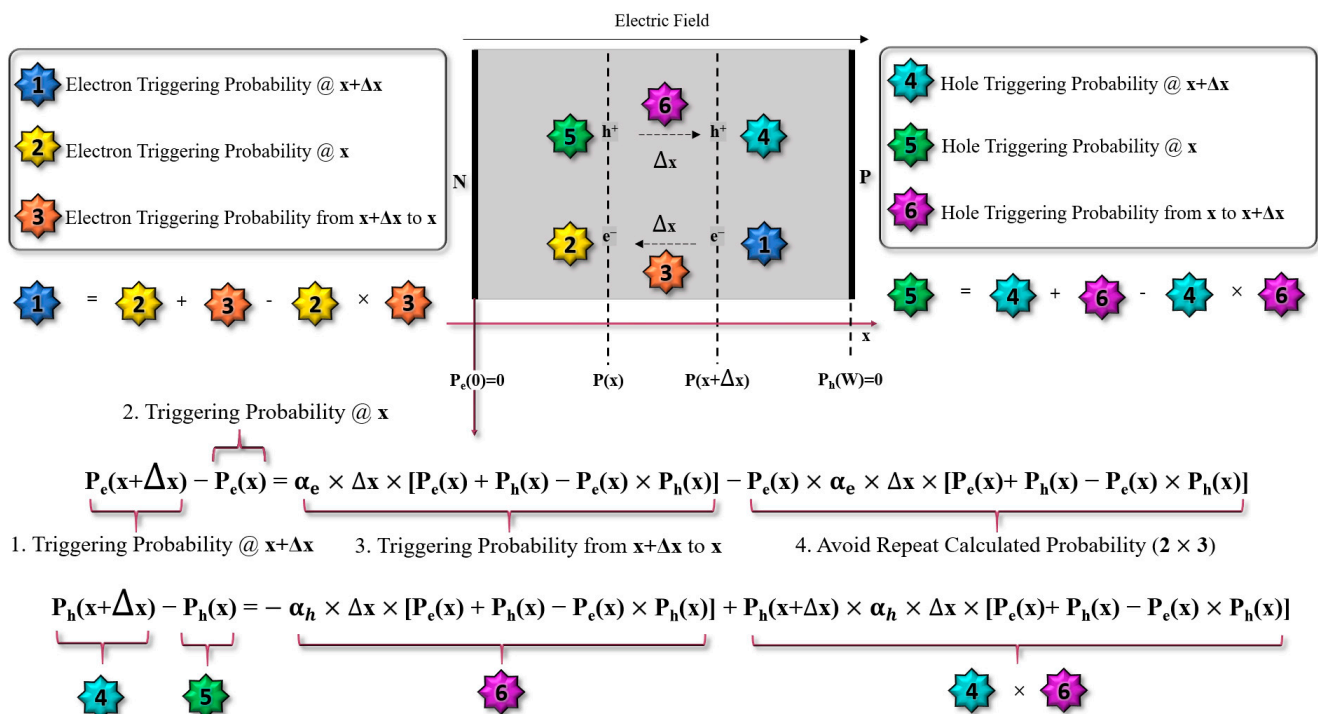 Electric Field
1 Electron Triggering Probability @ x+Δx
2 Electron Triggering Probability @ x
3 Electron Triggering Probability from x+Δx to x
N
P
6
5 h⁺ h⁺ 4
Δx
Δx
2 e⁻ e⁻ 1
3
4 Hole Triggering Probability @ x+Δx
5 Hole Triggering Probability @ x
6 Hole Triggering Probability from x to x+Δx
1 = 2 + 3 - 2 × 3
5 = 4 + 6 - 4 × 6
x
Pₑ(0)=0 P(x) P(x+Δx) Pₕ(W)=0
2. Triggering Probability @ x
Pₑ(x+Δx) − Pₑ(x) = αₑ × Δx × [Pₑ(x) + Pₕ(x) − Pₑ(x) × Pₕ(x)] − Pₑ(x) × αₑ × Δx × [Pₑ(x)+ Pₕ(x) − Pₑ(x) × Pₕ(x)]
1. Triggering Probability @ x+Δx 3. Triggering Probability from x+Δx to x 4. Avoid Repeat Calculated Probability (2 × 3)
Pₕ(x+Δx) − Pₕ(x) = − αₕ × Δx × [Pₑ(x) + Pₕ(x) − Pₑ(x) × Pₕ(x)] + Pₕ(x+Δx) × αₕ × Δx × [Pₑ(x)+ Pₕ(x) − Pₑ(x) × Pₕ(x)]
4 5 6 4 × 6